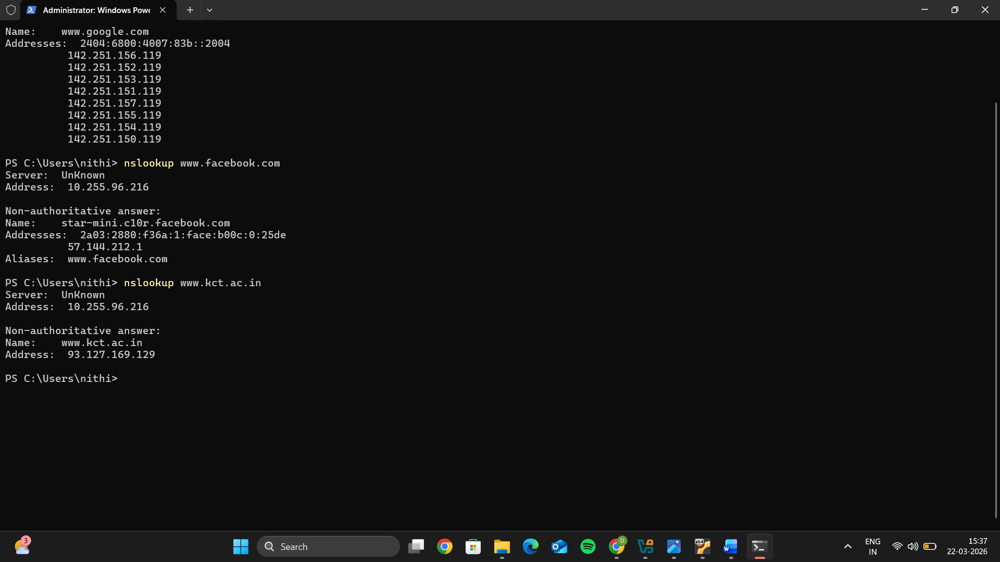 Administrator: Windows Powe
Name:    www.google.com
Addresses:  2404:6800:4007:83b::2004
          142.251.156.119
          142.251.152.119
          142.251.153.119
          142.251.151.119
          142.251.157.119
          142.251.155.119
          142.251.154.119
          142.251.150.119
PS C:\Users\nithi> nslookup www.facebook.com
Server:  UnKnown
Address:  10.255.96.216
Non-authoritative answer:
Name:    star-mini.c10r.facebook.com
Addresses:  2a03:2880:f36a:1:face:b00c:0:25de
          57.144.212.1
Aliases:  www.facebook.com
PS C:\Users\nithi> nslookup www.kct.ac.in
Server:  UnKnown
Address:  10.255.96.216
Non-authoritative answer:
Name:    www.kct.ac.in
Address:  93.127.169.129
PS C:\Users\nithi>
3
Search
D
x64
ENG
IN
15:37
22-03-2026